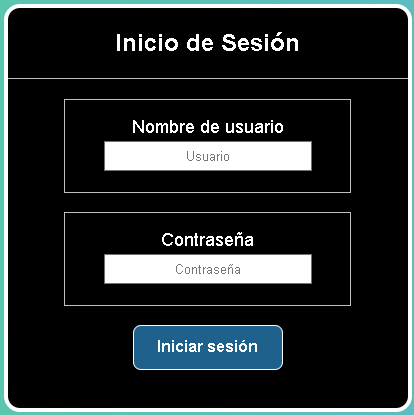 Inicio de Sesión
Nombre de usuario
Usuario
Contraseña
Contraseña
Iniciar sesión